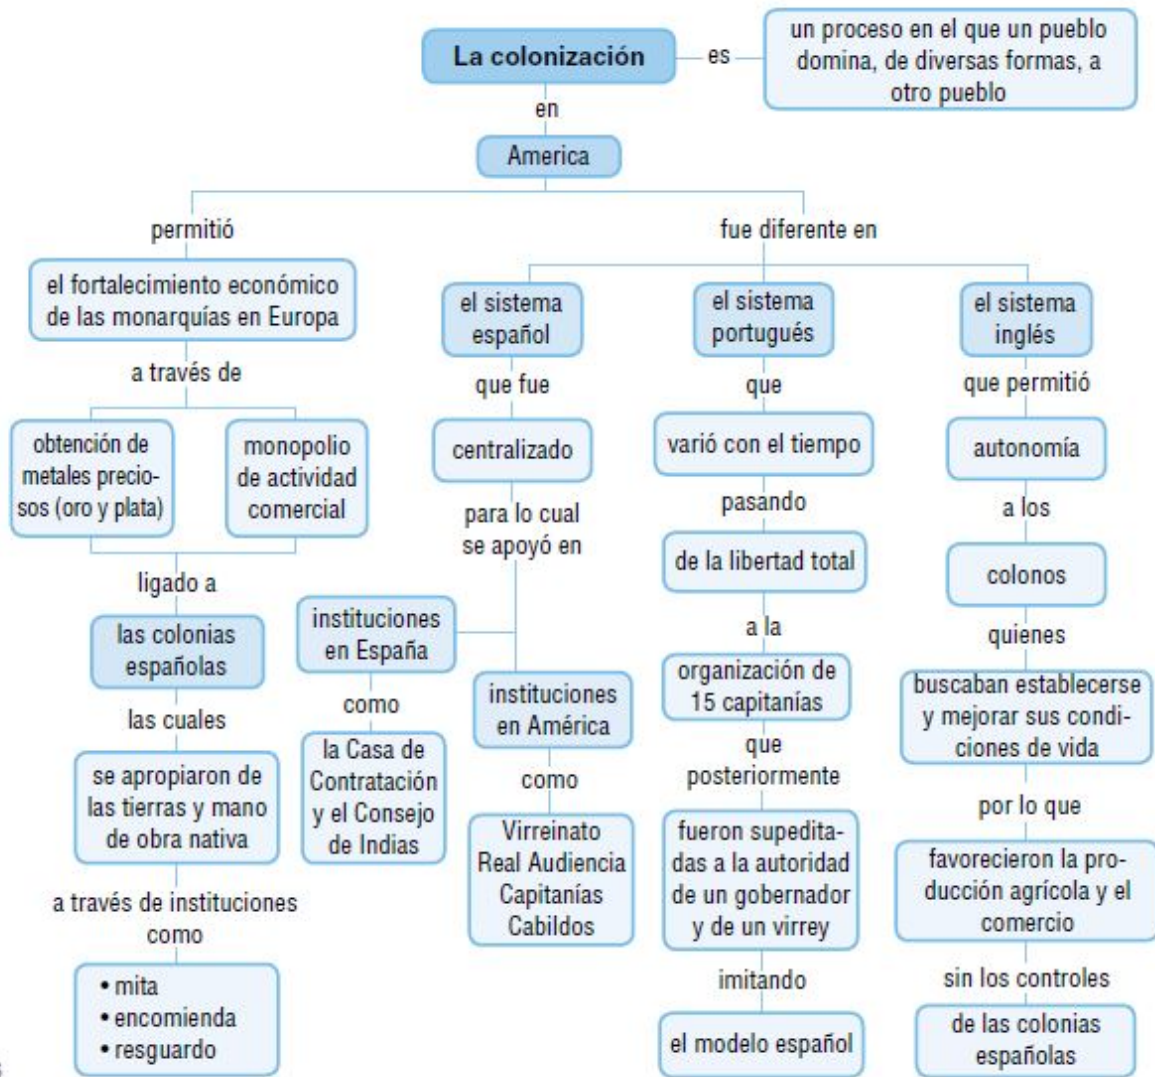 La colonización
es
un proceso en el que un pueblo
domina, de diversas formas, a
otro pueblo
en
America
permitió
el fortalecimiento económico
de las monarquías en Europa
a través de
obtención de
metales precio-
sos (oro y plata)
monopolio
de actividad
comercial
ligado a
las colonias
españolas
las cuales
se apropiaron de
las tierras y mano
de obra nativa
a través de instituciones
como
• mita
• encomienda
• resguardo
fue diferente en
el sistema
español
que fue
centralizado
para lo cual
se apoyó en
instituciones
en España
como
la Casa de
Contratación
y el Consejo
de Indias
instituciones
en América
como
Virreinato
Real Audiencia
Capitanías
Cabildos
el sistema
portugués
que
varió con el tiempo
pasando
de la libertad total
a la
organización de
15 capitanías
que
posteriormente
fueron supedita-
das a la autoridad
de un gobernador
y de un virrey
imitando
el modelo español
el sistema
inglés
que permitió
autonomía
a los
colonos
quienes
buscaban establecerse
y mejorar sus condi-
ciones de vida
por lo que
favorecieron la pro-
ducción agrícola y el
comercio
sin los controles
de las colonias
españolas